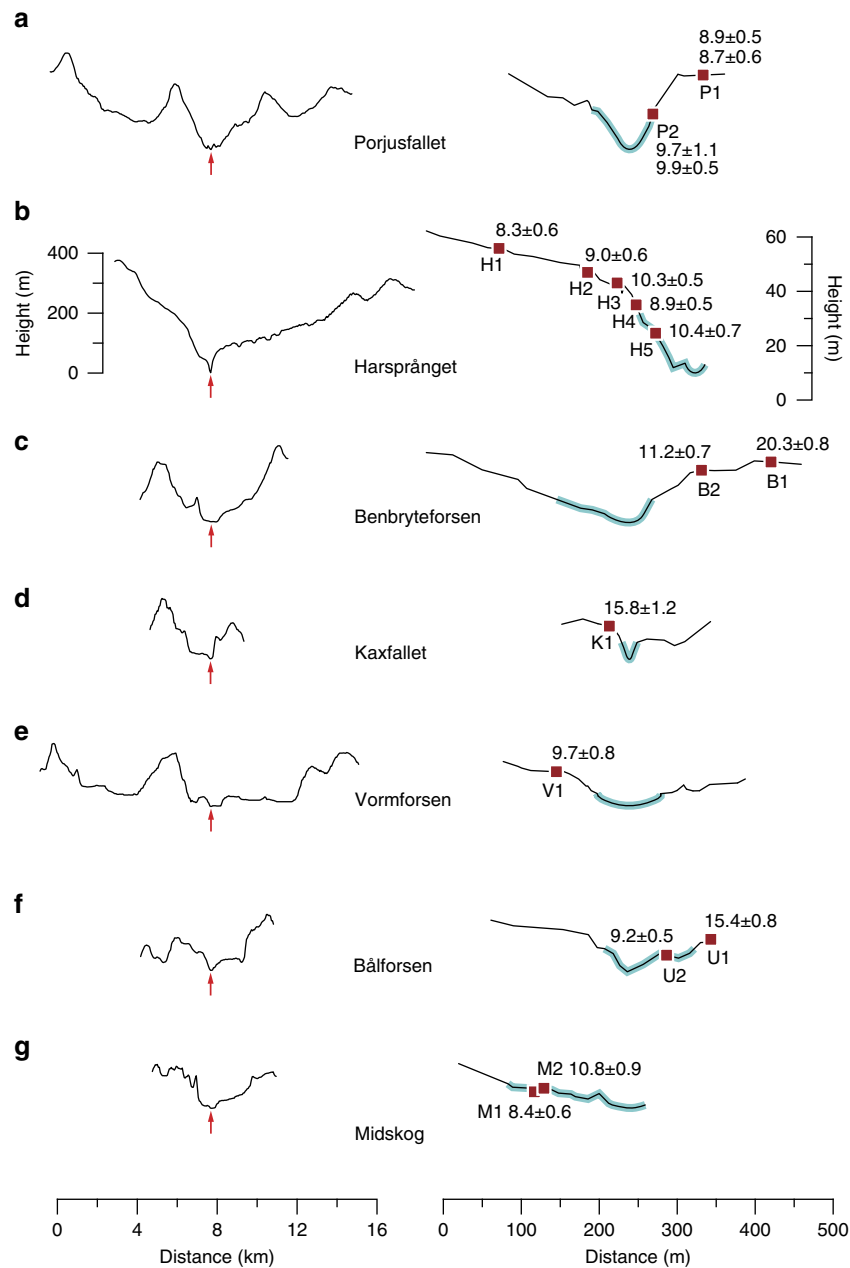 a
8.9±0.5
8.7±0.6
P1
Porjusfallet
P2
9.7±1.1
9.9±0.5
b
Height (m)
400
200
0
Harsprånget
8.3±0.6
H1
9.0±0.6
H2
10.3±0.5
H3
8.9±0.5
H4
10.4±0.7
H5
60
40
20
0
Height (m)
c
Benbryteforsen
11.2±0.7
B2
20.3±0.8
B1
d
Kaxfallet
15.8±1.2
K1
e
Vormforsen
9.7±0.8
V1
f
Bålforsen
9.2±0.5
U2
15.4±0.8
U1
g
Midskog
M2 10.8±0.9
M1 8.4±0.6
0 4 8 12 16
Distance (km)
0 100 200 300 400 500
Distance (m)